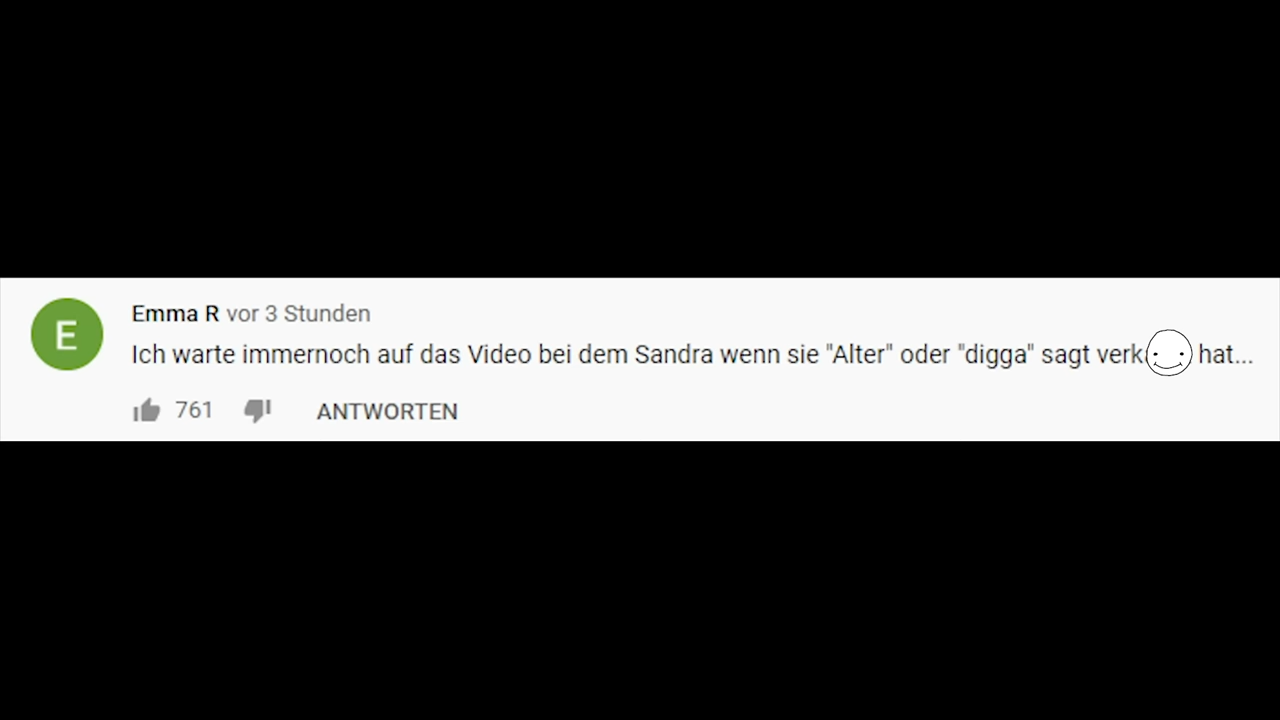 E
Emma R vor 3 Stunden
Ich warte immernoch auf das Video bei dem Sandra wenn sie "Alter" oder "digga" sagt hat...
761 ANTWORTEN